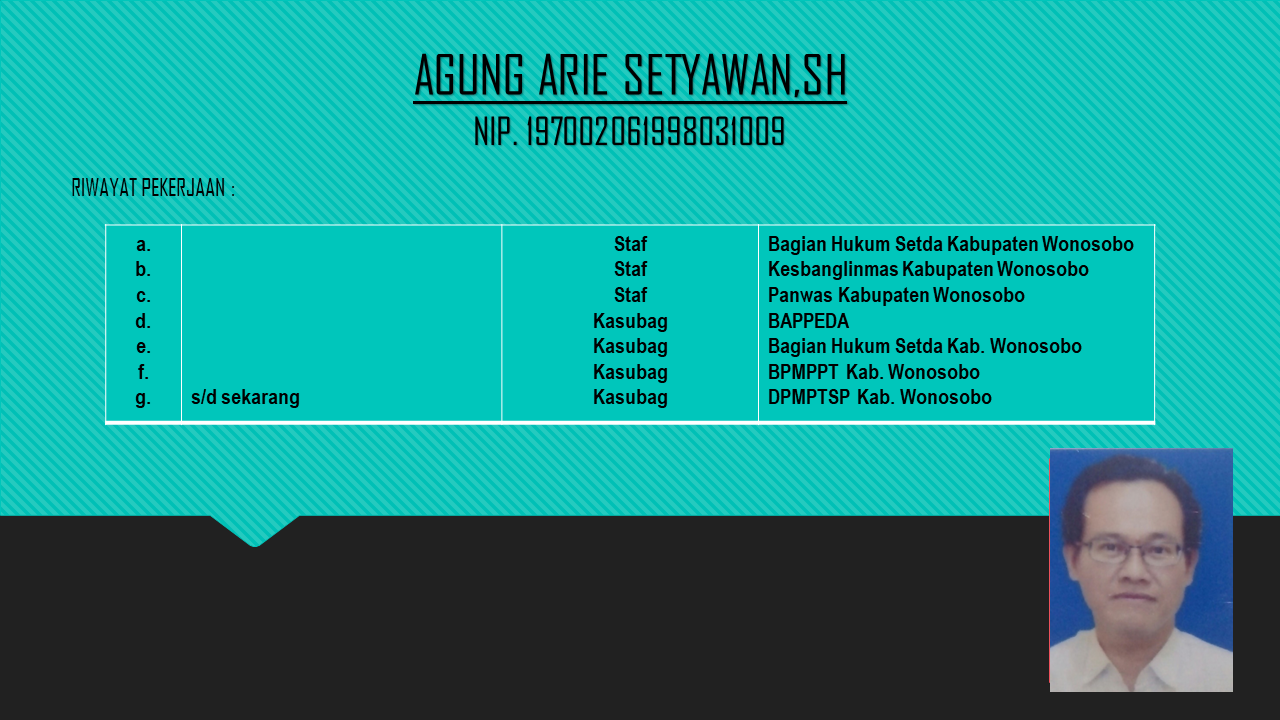 AGUNG ARIE SETYAWAN,SH
NIP. 197002061998031009
RIWAYAT PEKERJAAN :
a. Staf Bagian Hukum Setda Kabupaten Wonosobo
b. Staf Kesbanglinmas Kabupaten Wonosobo
c. Staf Panwas Kabupaten Wonosobo
d. Kasubag BAPPEDA
e. Kasubag Bagian Hukum Setda Kab. Wonosobo
f. Kasubag BPMPPT Kab. Wonosobo
g. s/d sekarang Kasubag DPMPTSP Kab. Wonosobo